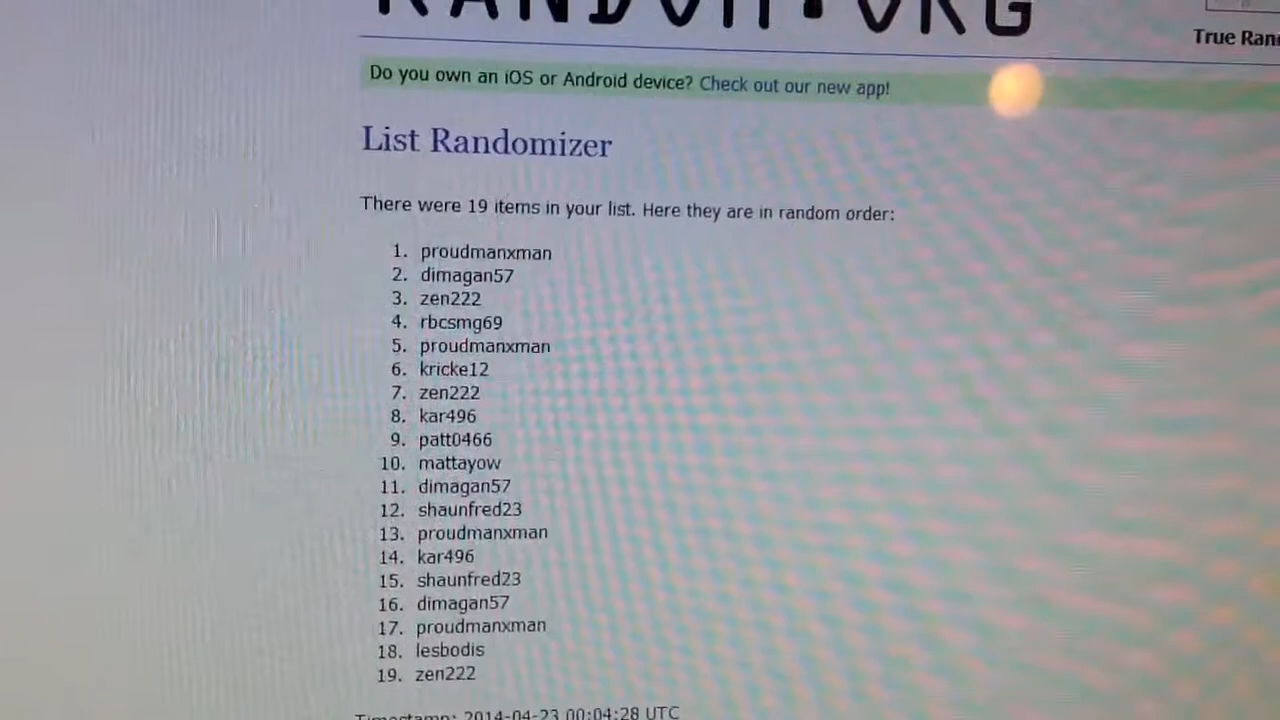 RANDOM.ORG
True Ran
Do you own an iOS or Android device? Check out our new app!
List Randomizer
There were 19 items in your list. Here they are in random order:
1. proudmanxman
2. dimagan57
3. zen222
4. rbcsmg69
5. proudmanxman
6. kricke12
7. zen222
8. kar496
9. patt0466
10. mattayow
11. dimagan57
12. shaunfred23
13. proudmanxman
14. kar496
15. shaunfred23
16. dimagan57
17. proudmanxman
18. lesbodis
19. zen222
Timestamp: 2014-04-23 00:04:28 UTC